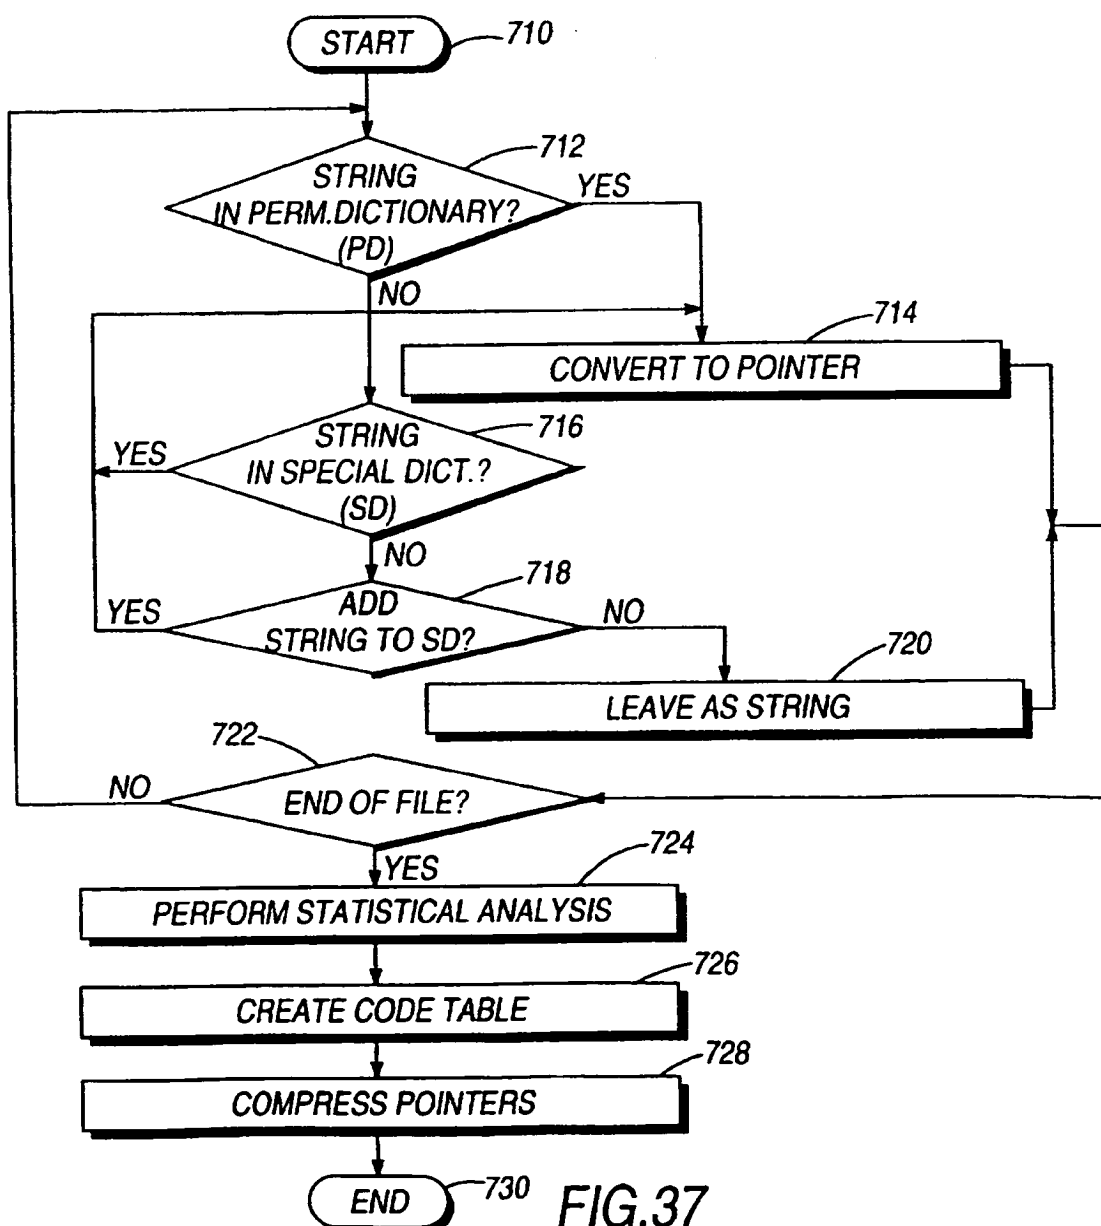 START
710
712
STRING
IN PERM.DICTIONARY?
(PD)
YES
NO
714
CONVERT TO POINTER
716
STRING
IN SPECIAL DICT.?
(SD)
YES
NO
718
ADD
STRING TO SD?
YES
NO
720
LEAVE AS STRING
722
END OF FILE?
NO
YES
724
PERFORM STATISTICAL ANALYSIS
726
CREATE CODE TABLE
728
COMPRESS POINTERS
END
730
FIG.37